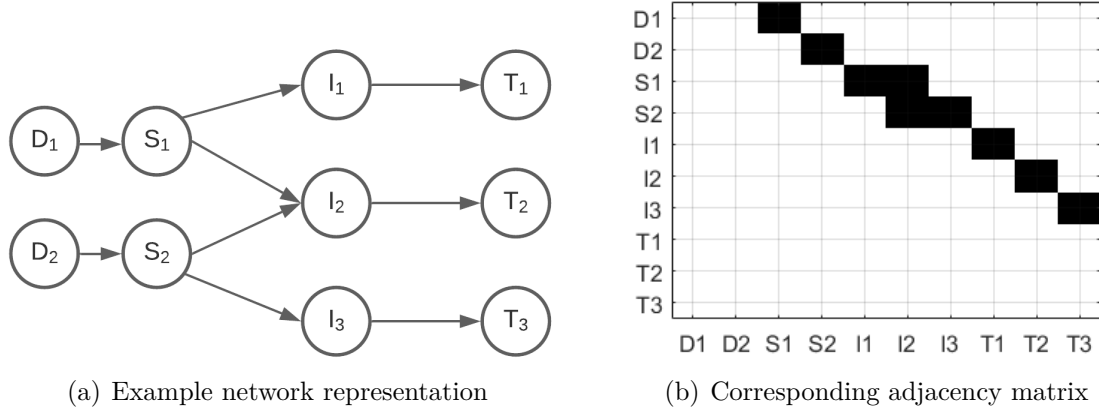 I₁
T₁
D₁
S₁
I₂
T₂
D₂
S₂
I₃
T₃
(a) Example network representation
D1
D2
S1
S2
I1
I2
I3
T1
T2
T3
D1 D2 S1 S2 I1 I2 I3 T1 T2 T3
(b) Corresponding adjacency matrix